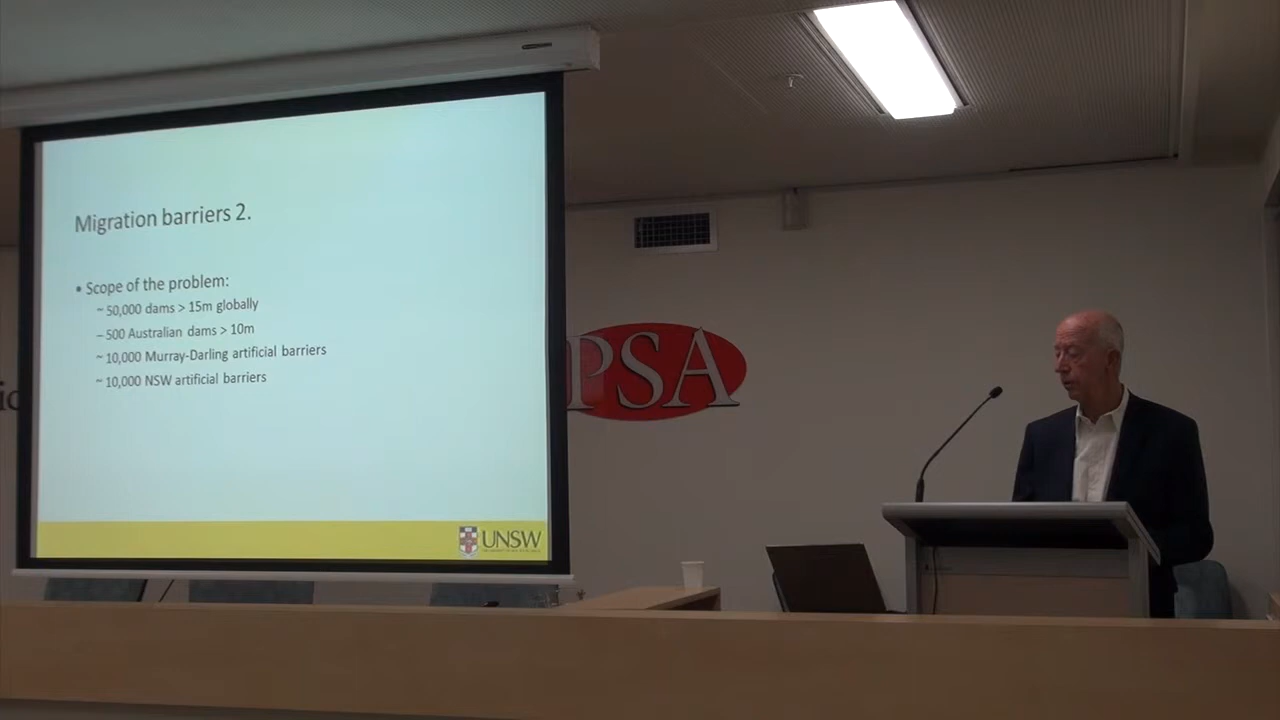 Migration barriers 2.
• Scope of the problem:
~ 50,000 dams > 15m globally
– 500 Australian dams > 10m
~ 10,000 Murray-Darling artificial barriers
~ 10,000 NSW artificial barriers
UNSW
PSA